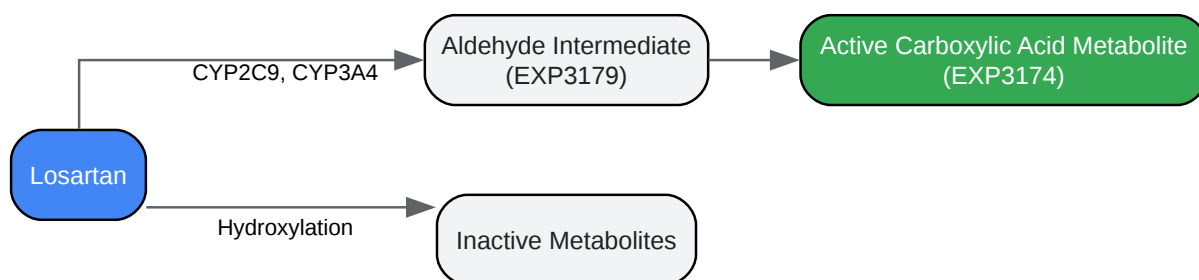 Aldehyde Intermediate
(EXP3179)
Active Carboxylic Acid Metabolite
(EXP3174)
CYP2C9, CYP3A4
Losartan
Hydroxylation
Inactive Metabolites